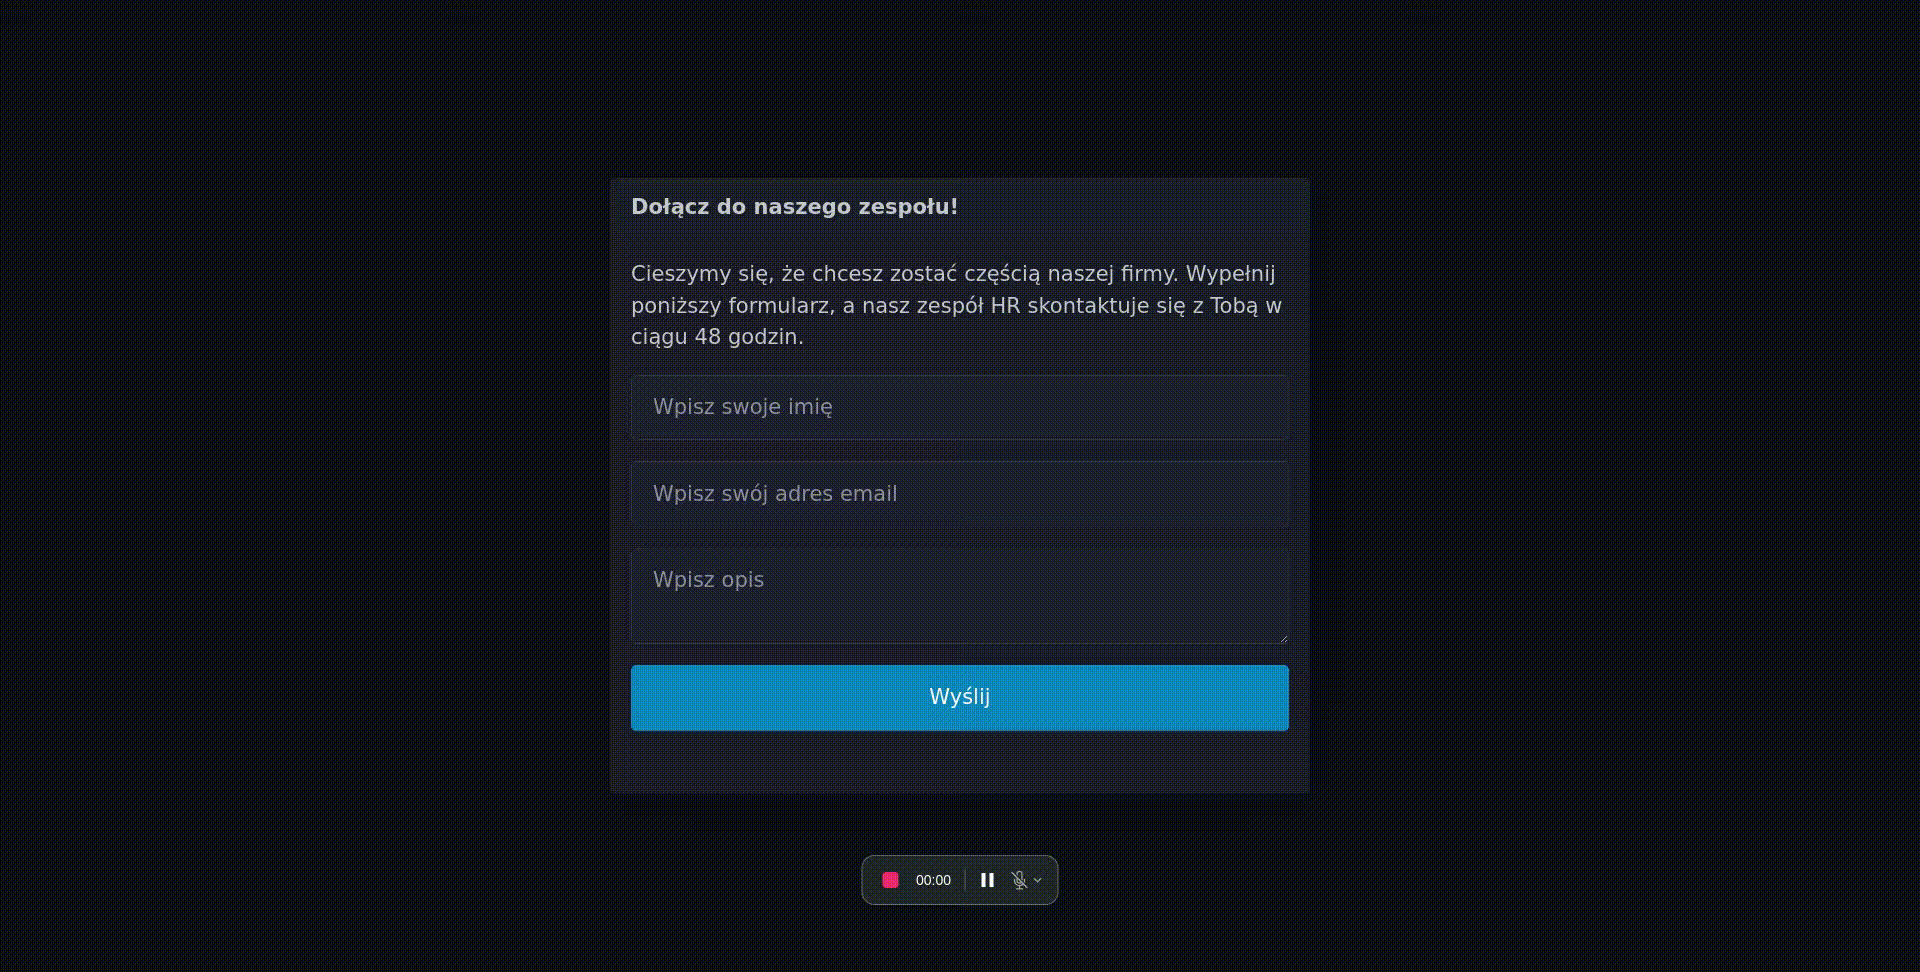 Dołącz do naszego zespołu!
Cieszymy się, że chcesz zostać częścią naszej firmy. Wypełnij
poniższy formularz, a nasz zespół HR skontaktuje się z Tobą w
ciągu 48 godzin.
Wpisz swoje imię
Wpisz swój adres email
Wpisz opis
Wyślij
00:00